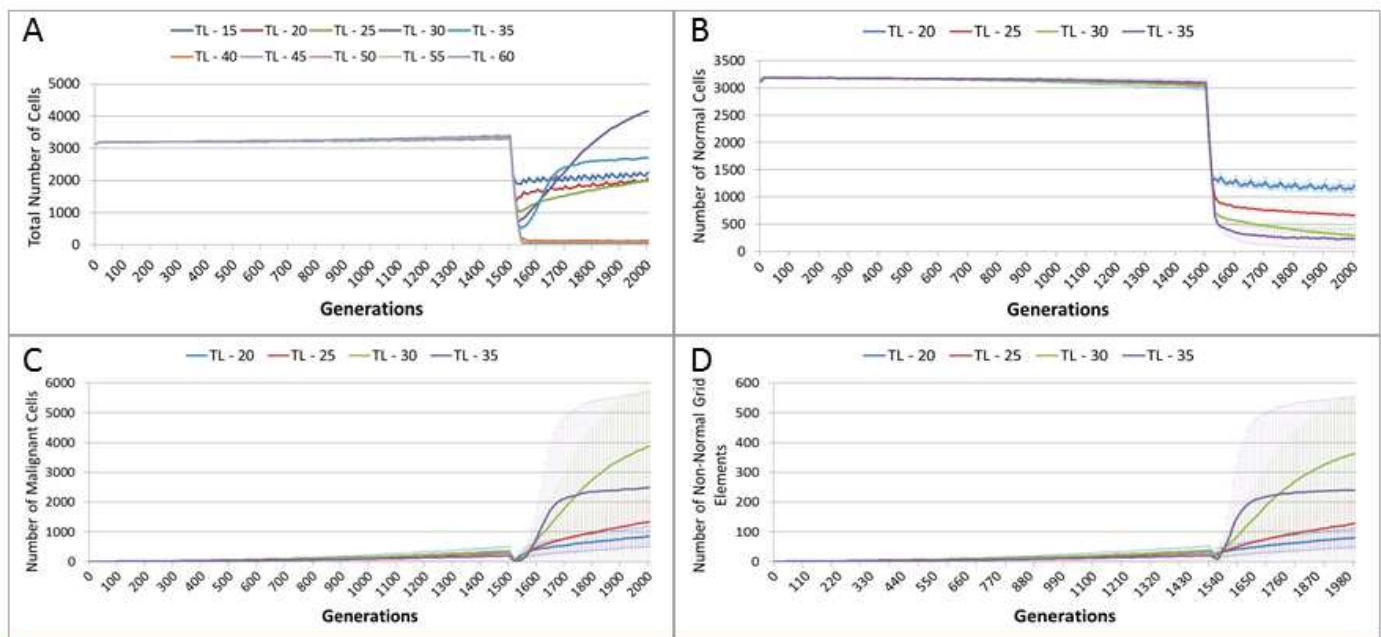 A
TL - 15 TL - 20 TL - 25 TL - 30 TL - 35
TL - 40 TL - 45 TL - 50 TL - 55 TL - 60
Total Number of Cells
5000
4000
3000
2000
1000
0
0 100 200 300 400 500 600 700 800 900 1000 1100 1200 1300 1400 1500 1600 1700 1800 1900 2000
Generations
B
TL - 20 TL - 25 TL - 30 TL - 35
Number of Normal Cells
3500
3000
2500
2000
1500
1000
500
0
0 100 200 300 400 500 600 700 800 900 1000 1100 1200 1300 1400 1500 1600 1700 1800 1900 2000
Generations
C
TL - 20 TL - 25 TL - 30 TL - 35
Number of Malignant Cells
6000
5000
4000
3000
2000
1000
0
0 100 200 300 400 500 600 700 800 900 1000 1100 1200 1300 1400 1500 1600 1700 1800 1900 2000
Generations
D
TL - 20 TL - 25 TL - 30 TL - 35
Number of Non-Normal Grid
Elements
600
500
400
300
200
100
0
0 110 220 330 440 550 660 770 880 990 1100 1210 1320 1430 1540 1650 1760 1870 1980
Generations